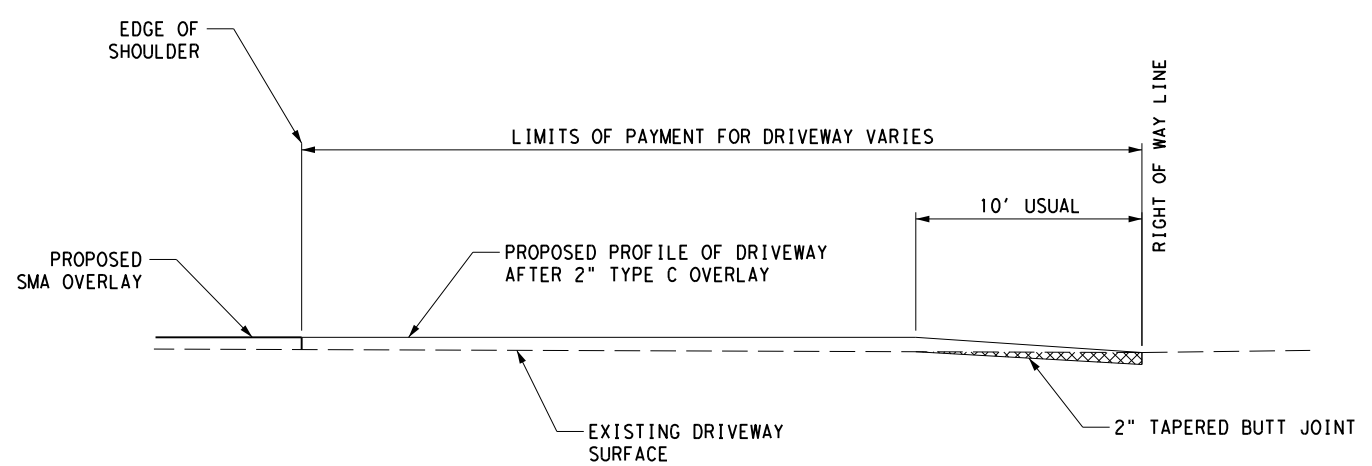 EDGE OF
SHOULDER
LIMITS OF PAYMENT FOR DRIVEWAY VARIES
RIGHT OF WAY LINE
10' USUAL
PROPOSED
SMA OVERLAY
PROPOSED PROFILE OF DRIVEWAY
AFTER 2" TYPE C OVERLAY
EXISTING DRIVEWAY
SURFACE
2" TAPERED BUTT JOINT